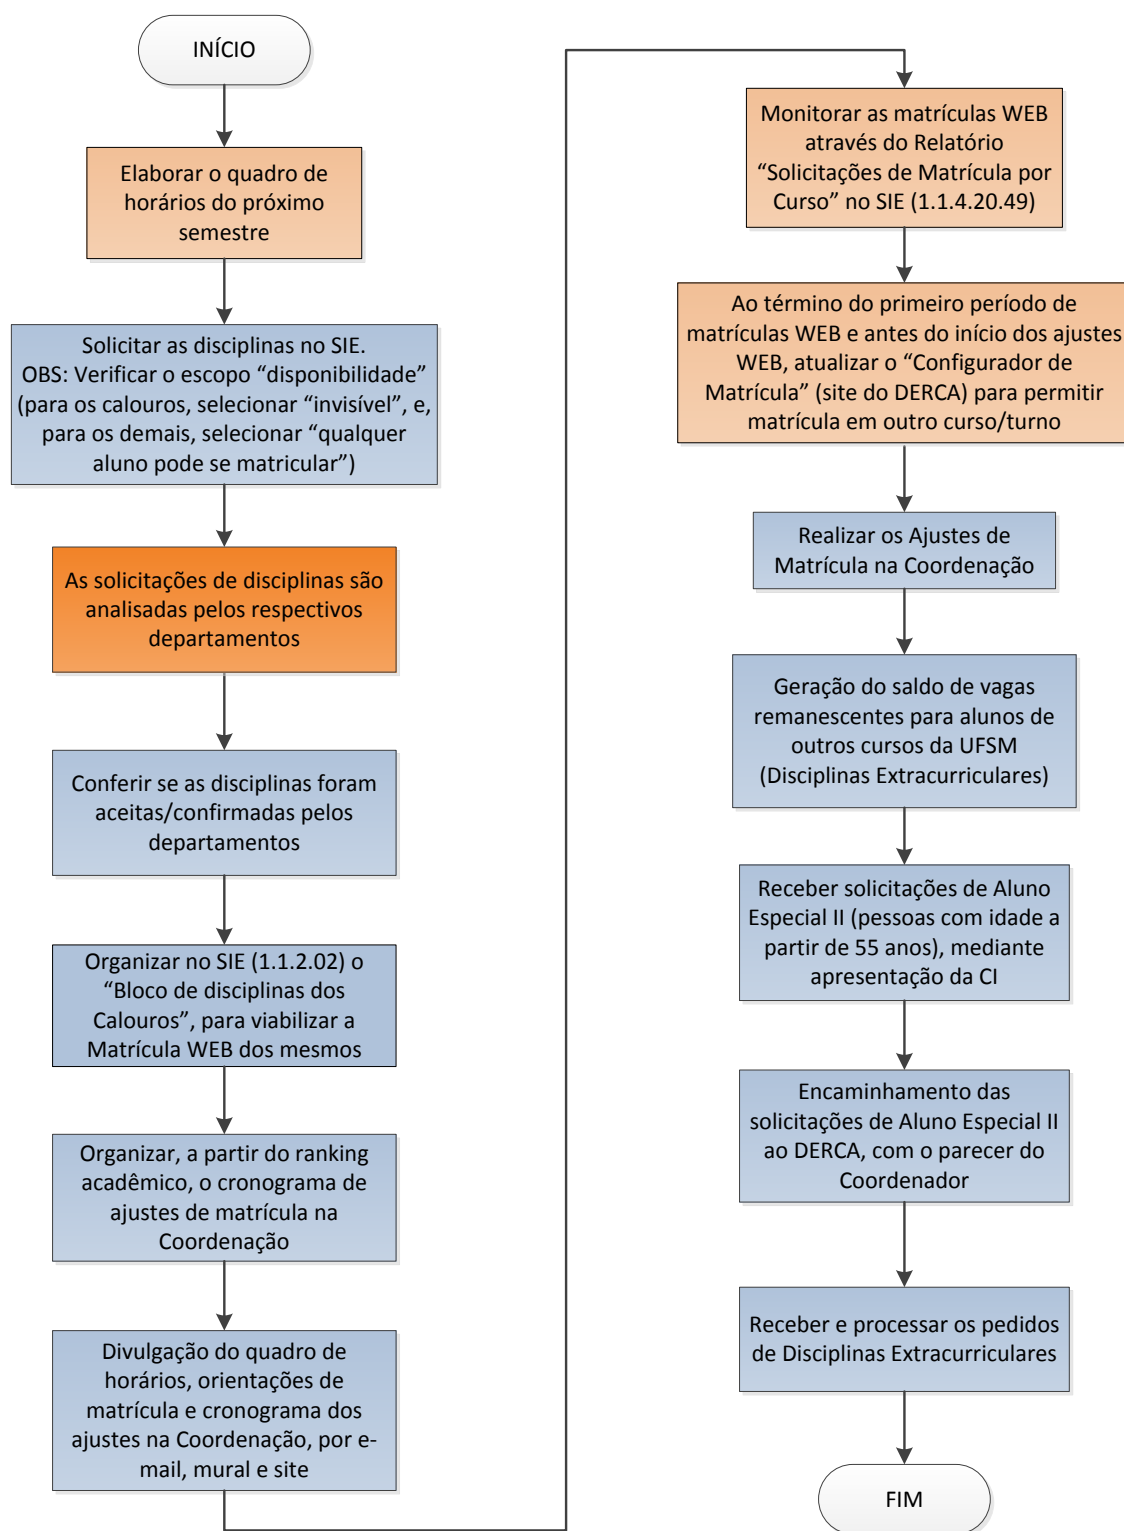 INÍCIO
Elaborar o quadro de
horários do próximo
semestre
Solicitar as disciplinas no SIE.
OBS: Verificar o escopo “disponibilidade”
(para os calouros, selecionar “invisível”, e,
para os demais, selecionar “qualquer
aluno pode se matricular”)
As solicitações de disciplinas são
analisadas pelos respectivos
departamentos
Conferir se as disciplinas foram
aceitas/confirmadas pelos
departamentos
Organizar no SIE (1.1.2.02) o
“Bloco de disciplinas dos
Calouros”, para viabilizar a
Matrícula WEB dos mesmos
Organizar, a partir do ranking
acadêmico, o cronograma de
ajustes de matrícula na
Coordenação
Divulgação do quadro de
horários, orientações de
matrícula e cronograma dos
ajustes na Coordenação, por e-
mail, mural e site
Monitorar as matrículas WEB
através do Relatório
“Solicitações de Matrícula por
Curso” no SIE (1.1.4.20.49)
Ao término do primeiro período de
matrículas WEB e antes do início dos ajustes
WEB, atualizar o “Configurador de
Matrícula” (site do DERCA) para permitir
matrícula em outro curso/turno
Realizar os Ajustes de
Matrícula na Coordenação
Geração do saldo de vagas
remanescentes para alunos de
outros cursos da UFSM
(Disciplinas Extracurriculares)
Receber solicitações de Aluno
Especial II (pessoas com idade a
partir de 55 anos), mediante
apresentação da CI
Encaminhamento das
solicitações de Aluno Especial II
ao DERCA, com o parecer do
Coordenador
Receber e processar os pedidos
de Disciplinas Extracurriculares
FIM